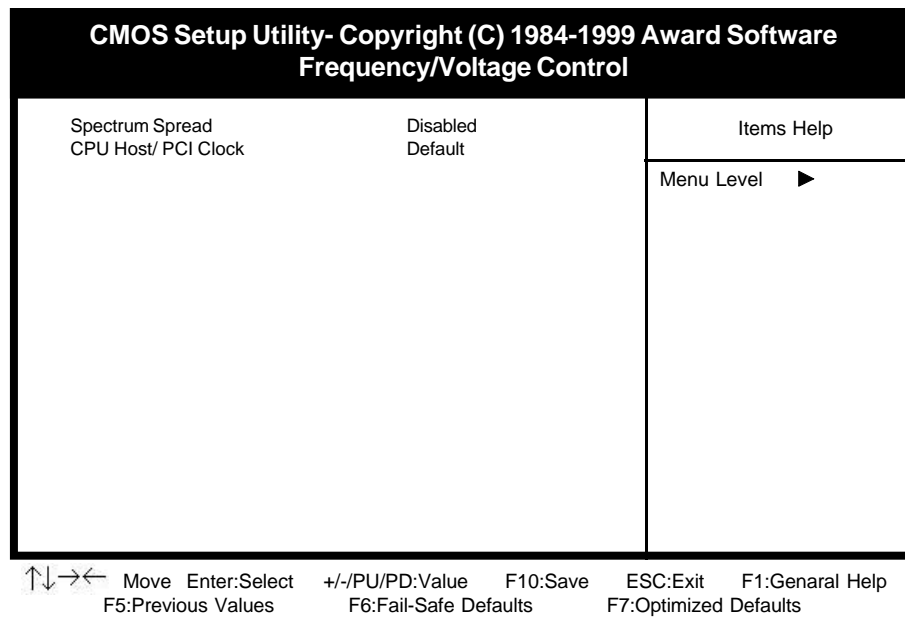 CMOS Setup Utility- Copyright (C) 1984-1999 Award Software
Frequency/Voltage Control
Spectrum Spread Disabled
CPU Host/ PCI Clock Default
Items Help
Menu Level ►
↑↓→← Move Enter:Select +/-/PU/PD:Value F10:Save ESC:Exit F1:Genaral Help
F5:Previous Values F6:Fail-Safe Defaults F7:Optimized Defaults